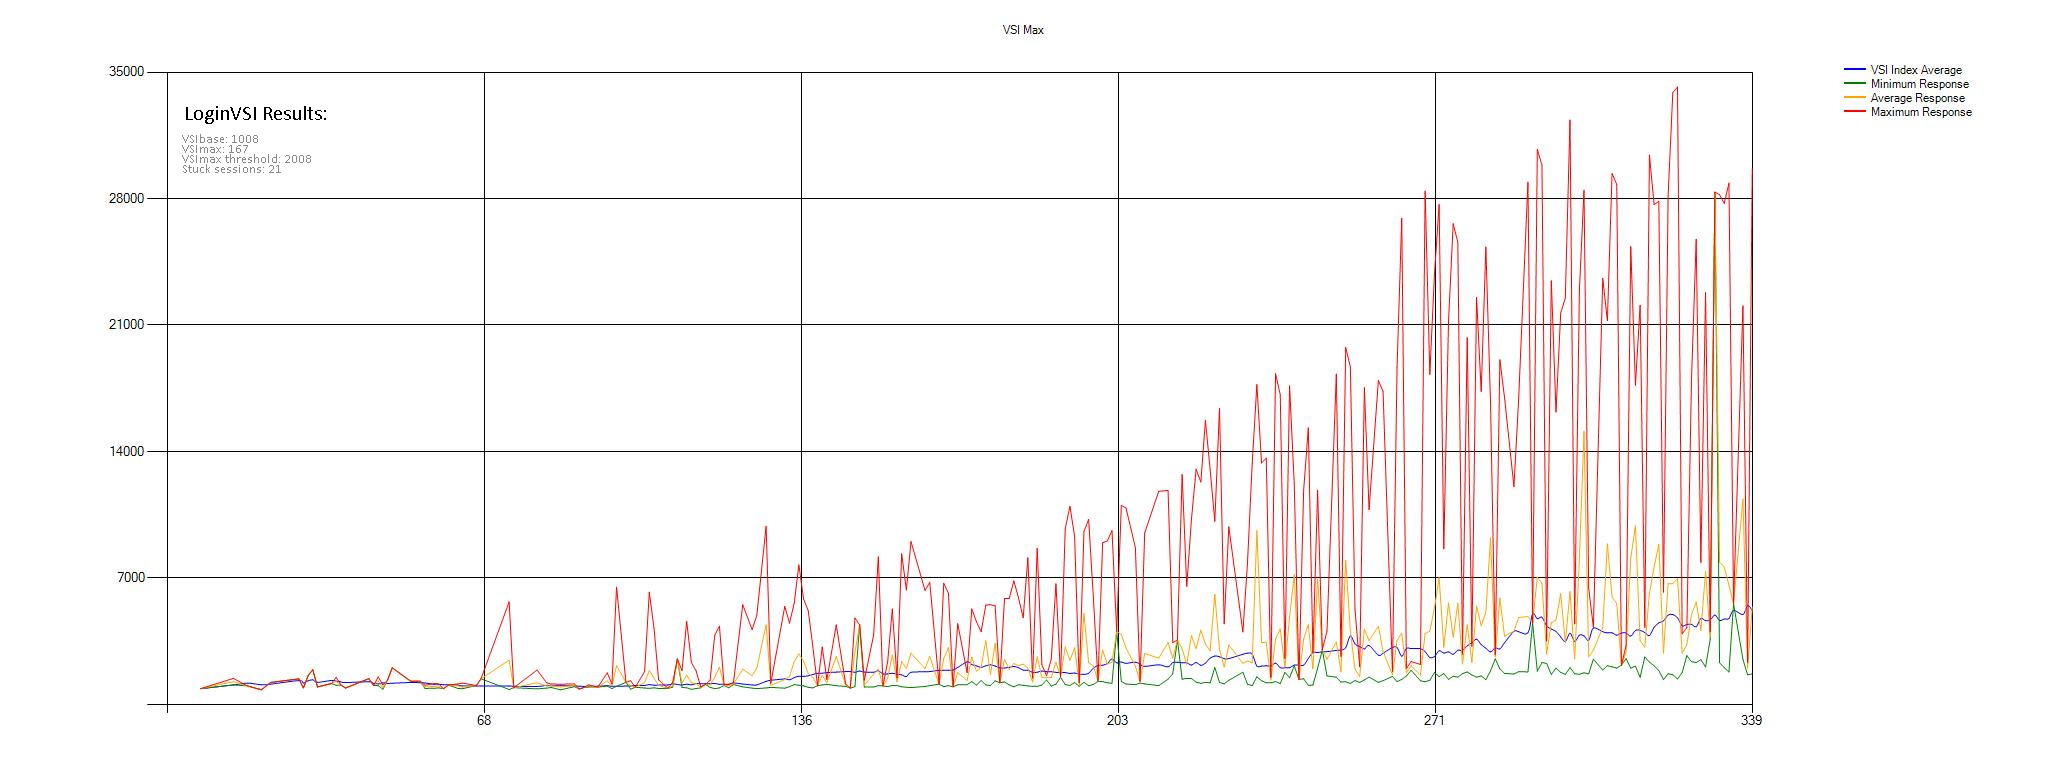 VSI Max
35000
28000
21000
14000
7000
68
136
203
271
339
LoginVSI Results:
VSIbase: 1008
VSImax: 167
VSImax threshold: 2008
Stuck sessions: 21
VSI Index Average
Minimum Response
Average Response
Maximum Response